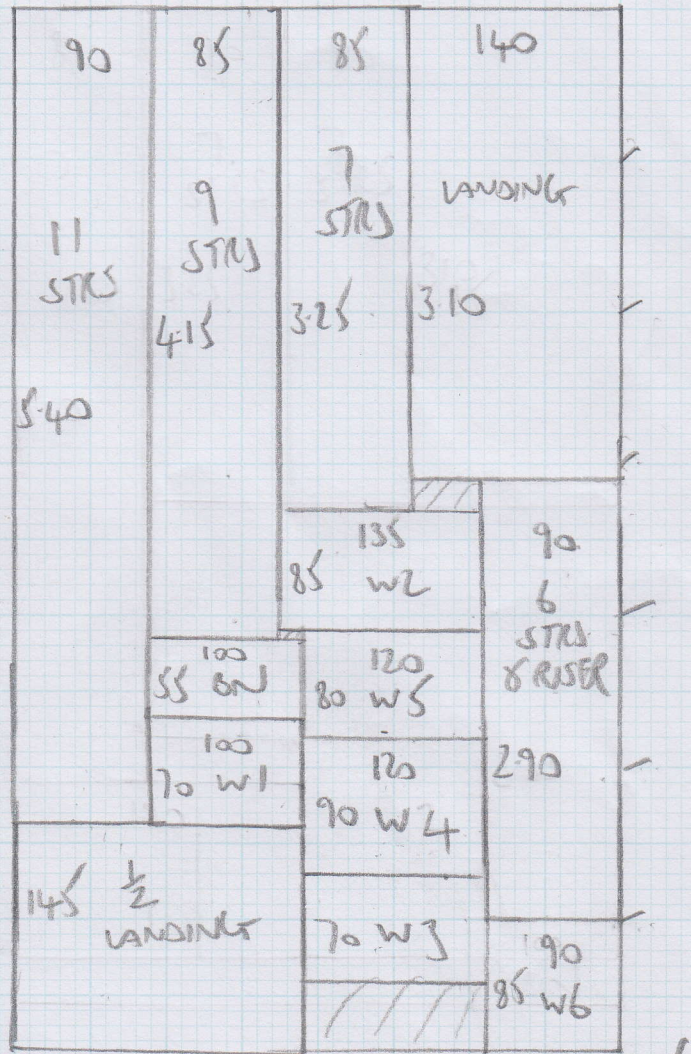 90
11
STRS
5.40
85
9
STRS
4.15
85
7
STRS
3.25
140
LANDING
3.10
135
85 W2
90
6
STRS
& RISER
2.90
100
55 BN
120
80 W5
100
70 W1
120
90 W4
145 1/2
LANDING
70 W3
90
85 W6